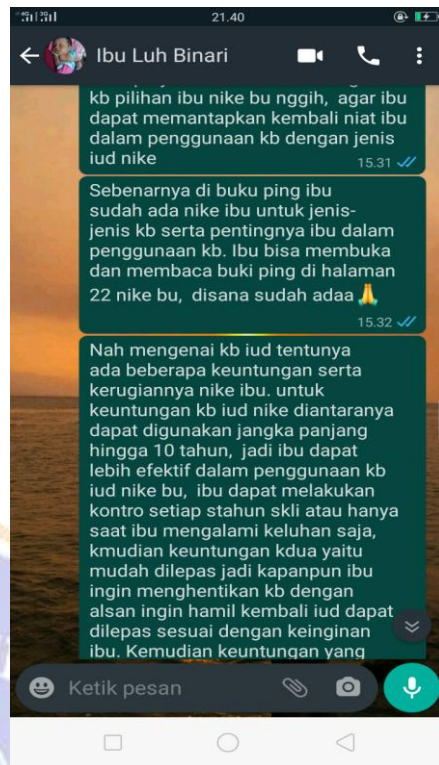 21.40
Ibu Luh Binari
kb pilihan ibu nike bu nggih, agar ibu
dapat memantapkan kembali niat ibu
dalam penggunaan kb dengan jenis
iud nike
15.31
Sebenarnya di buku ping ibu
sudah ada nike ibu untuk jenis-
jenis kb serta pentingnya ibu dalam
penggunaan kb. Ibu bisa membuka
dan membaca buki ping di halaman
22 nike bu, disana sudah adaa🙏
15.32
Nah mengenai kb iud tentunya
ada beberapa keuntungan serta
kerugiannya nike ibu. untuk
keuntungan kb iud nike diantaranya
dapat digunakan jangka panjang
hingga 10 tahun, jadi ibu dapat
lebih efektif dalam penggunaan kb
iud nike bu, ibu dapat melakukan
kontro setiap stahun skli atau hanya
saat ibu mengalami keluhan saja,
kmudian keuntungan kdua yaitu
mudah dilepas jadi kapanpun ibu
ingin menghentikan kb dengan
alsan ingin hamil kembali iud dapat
dilepas sesuai dengan keinginan
ibu. Kemudian keuntungan yang
Ketik pesan